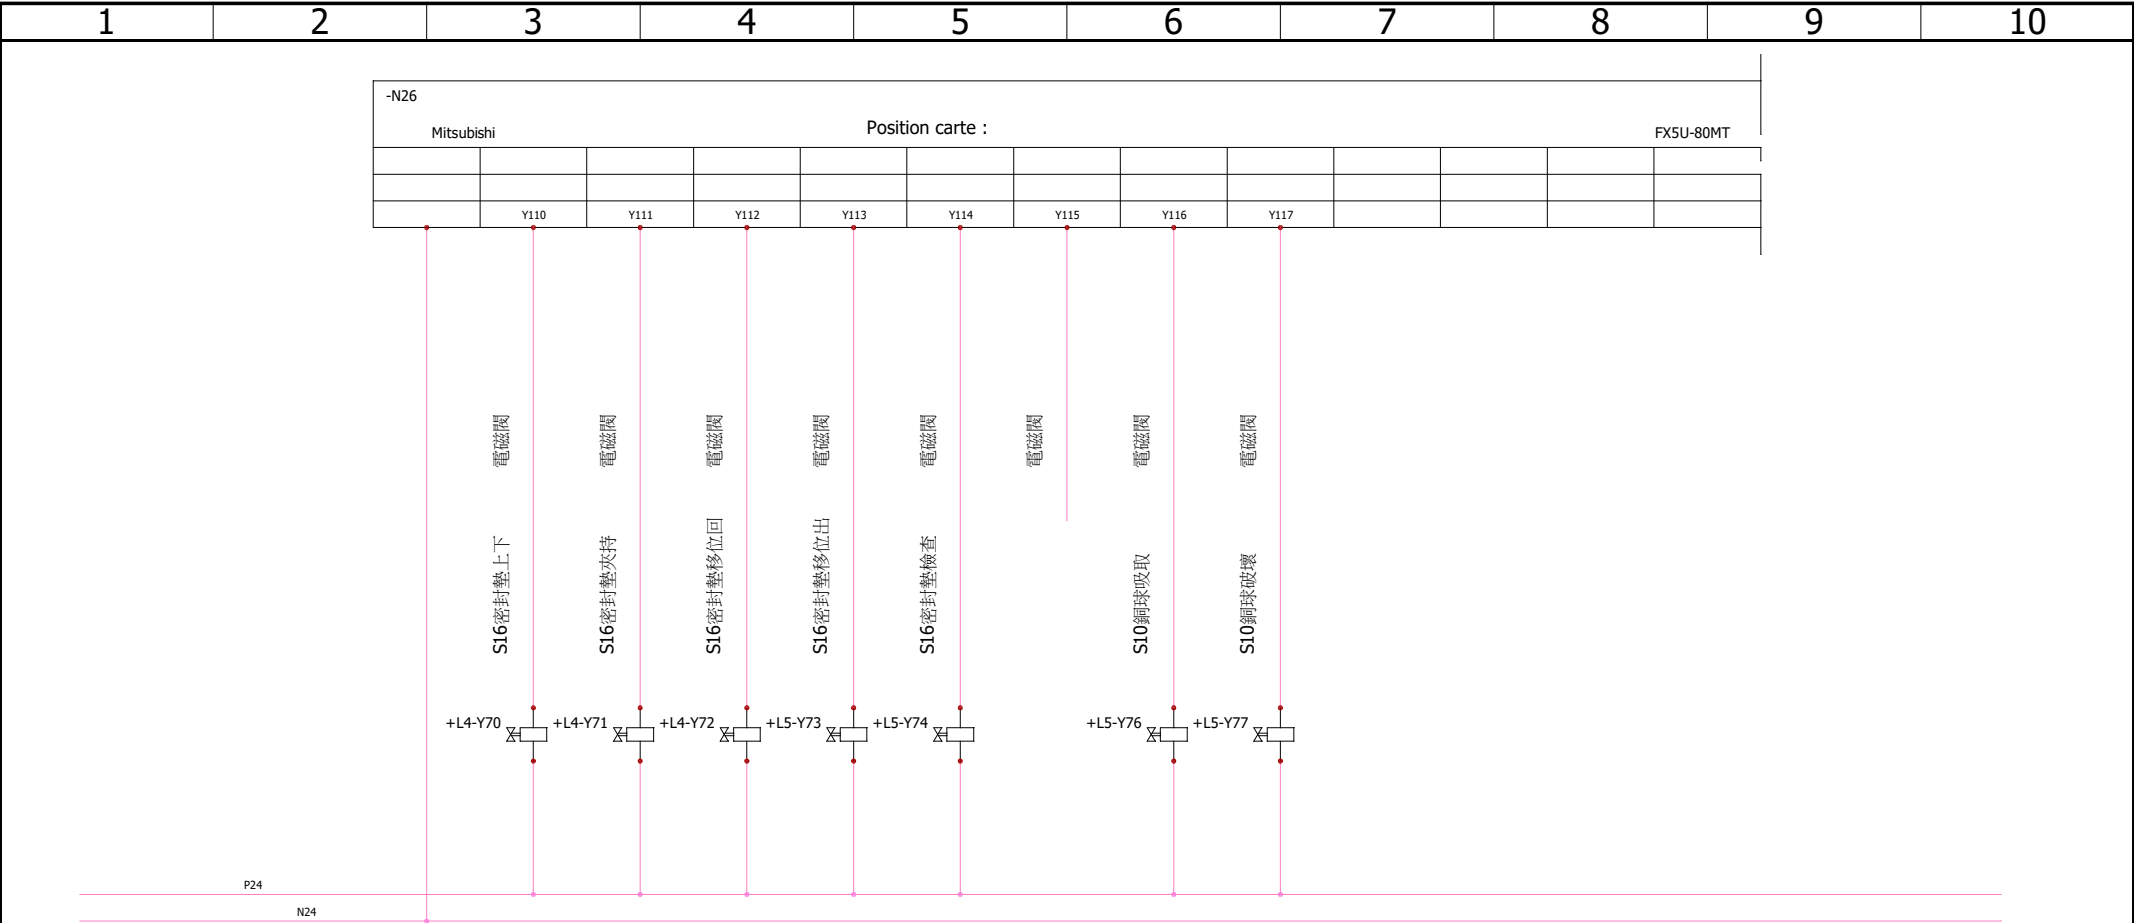 1 2 3 4 5 6 7 8 9 10
-N26
Mitsubishi Position carte : FX5U-80MT
Y110 Y111 Y112 Y113 Y114 Y115 Y116 Y117
S16密封墊上下 電磁閥
S16密封墊夾持 電磁閥
S16密封墊移位回 電磁閥
S16密封墊移位出 電磁閥
S16密封墊檢查 電磁閥
電磁閥
S10銅球吸取 電磁閥
S10銅球破壞 電磁閥
+L4-Y70 +L4-Y71 +L4-Y72 +L5-Y73 +L5-Y74 +L5-Y76 +L5-Y77
P24
N24